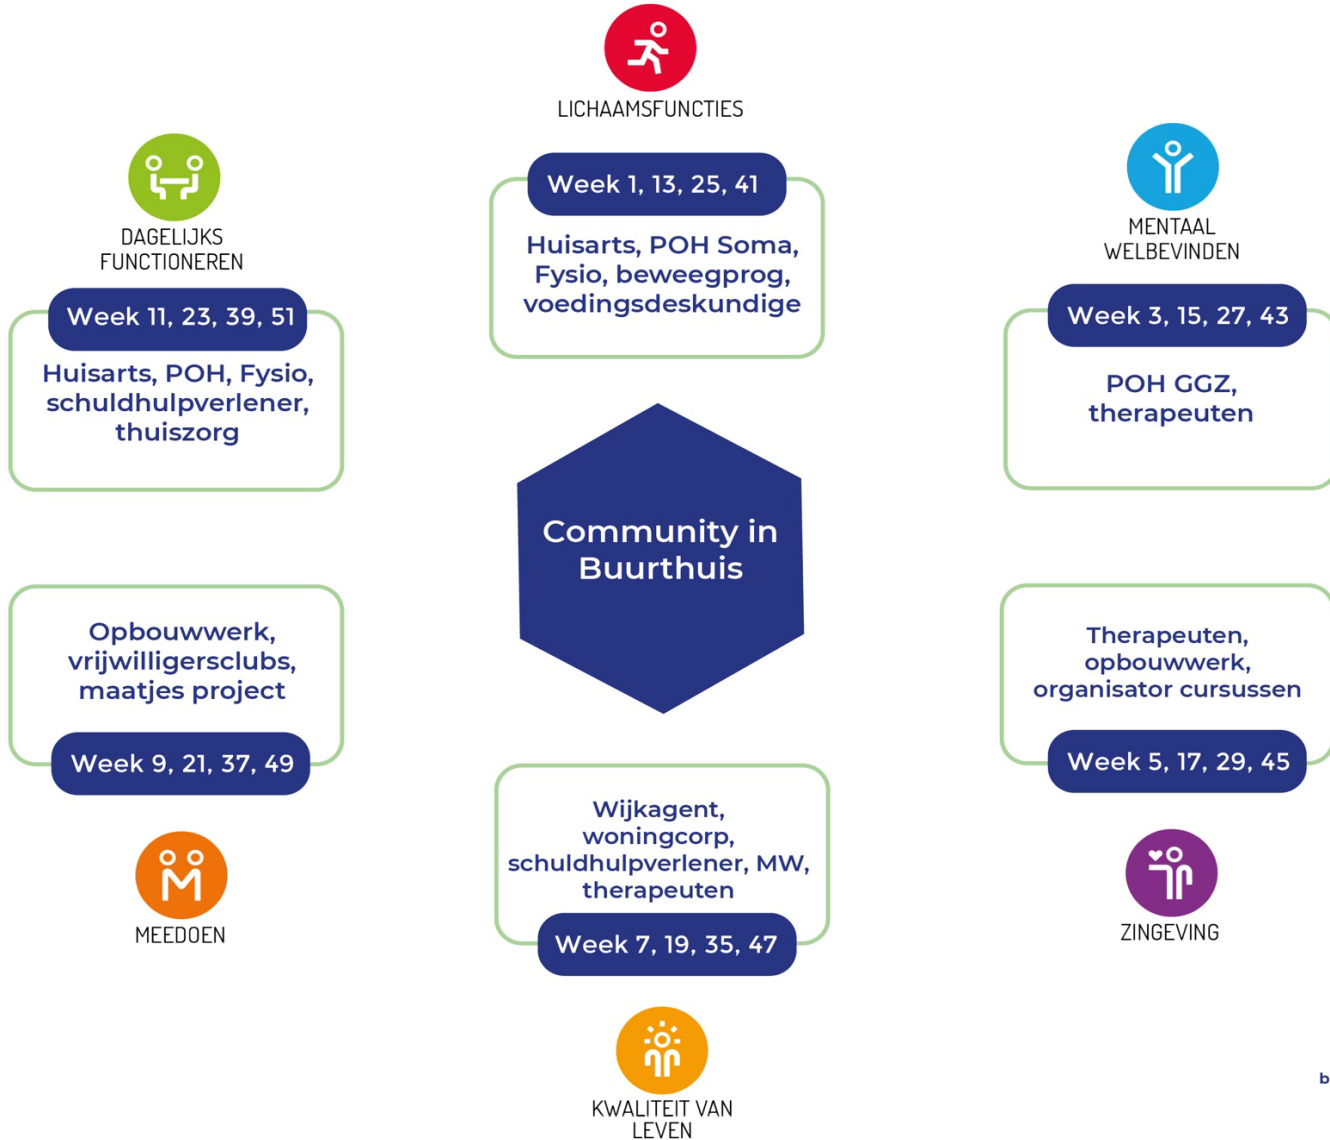 LICHAAMSFUNCTIES
Week 1, 13, 25, 41
Huisarts, POH Soma,
Fysio, beweegprog,
voedingsdeskundige
MENTAAL
WELBEVINDEN
Week 3, 15, 27, 43
POH GGZ,
therapeuten
DAGELIJKS
FUNCTIONEREN
Week 11, 23, 39, 51
Huisarts, POH, Fysio,
schuldhulpverlener,
thuiszorg
Community in
Buurthuis
Opbouwwerk,
vrijwilligersclubs,
maatjes project
Week 9, 21, 37, 49
MEEDOEN
Wijkagent,
woningcorp,
schuldhulpverlener, MW,
therapeuten
Week 7, 19, 35, 47
KWALITEIT VAN
LEVEN
Therapeuten,
opbouwwerk,
organisator cursussen
Week 5, 17, 29, 45
ZINGEVING
b